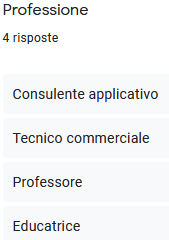 Professione
4 risposte
Consulente applicativo
Tecnico commerciale
Professore
Educatrice